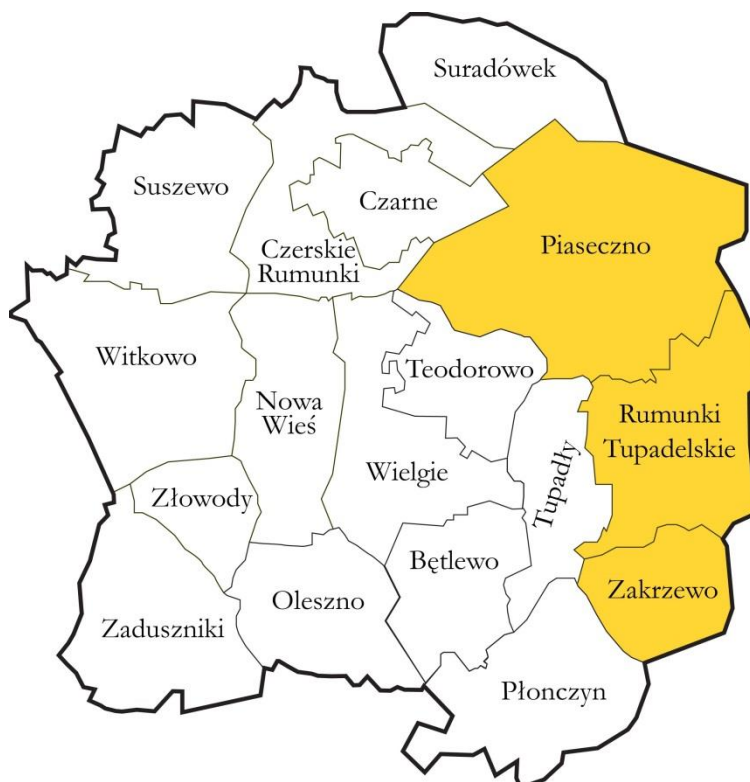 Suradówek
Suszewo
Czarne
Czerskie
Rumunki
Piaseczno
Witkowo
Teodorowo
Nowa
Wieś
Rumunki
Tupadelskie
Wielgie
Tupadły
Złowody
Bętlewo
Zakrzewo
Oleszno
Zaduszniki
Płonczyn